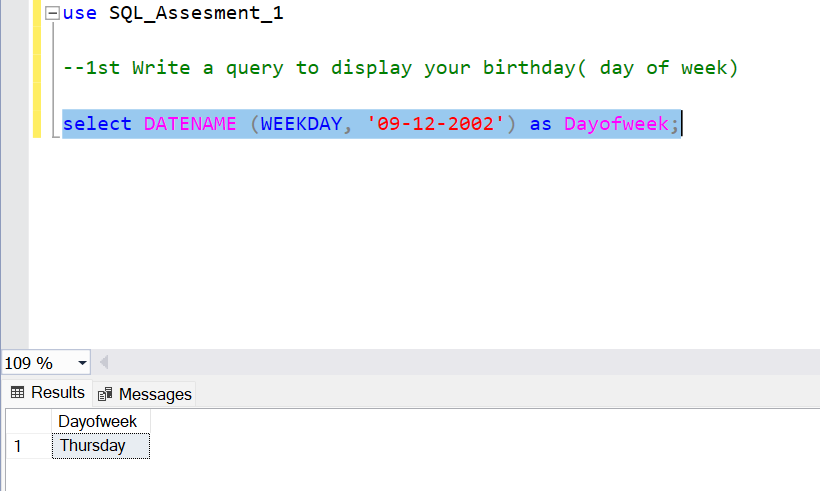 use SQL_Assesment_1
--1st Write a query to display your birthday( day of week)
select DATENAME (WEEKDAY, '09-12-2002') as Dayofweek;
109 %
Results Messages
Dayofweek
1 Thursday